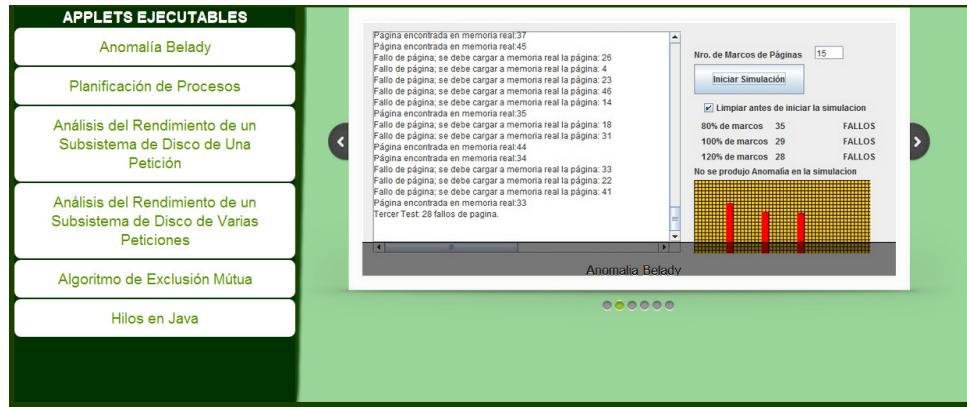 APPLETS EJECUTABLES
Anomalía Belady
Planificación de Procesos
Análisis del Rendimiento de un
Subsistema de Disco de Una
Petición
Análisis del Rendimiento de un
Subsistema de Disco de Varias
Peticiones
Algoritmo de Exclusión Mútua
Hilos en Java
Página encontrada en memoria real:37
Página encontrada en memoria real:45
Fallo de página; se debe cargar a memoria real la página: 26
Fallo de página; se debe cargar a memoria real la página: 4
Fallo de página; se debe cargar a memoria real la página: 23
Fallo de página; se debe cargar a memoria real la página: 46
Fallo de página; se debe cargar a memoria real la página: 14
Página encontrada en memoria real:35
Fallo de página; se debe cargar a memoria real la página: 18
Fallo de página; se debe cargar a memoria real la página: 31
Página encontrada en memoria real:44
Página encontrada en memoria real:34
Fallo de página; se debe cargar a memoria real la página: 33
Fallo de página; se debe cargar a memoria real la página: 22
Fallo de página; se debe cargar a memoria real la página: 41
Página encontrada en memoria real:33
Tercer Test: 28 fallos de pagina.
Nro. de Marcos de Páginas 15
Iniciar Simulación
Limpiar antes de iniciar la simulacion
80% de marcos 35 FALLOS
100% de marcos 29 FALLOS
120% de marcos 28 FALLOS
No se produjo Anomalia en la simulacion
Anomalia Belady